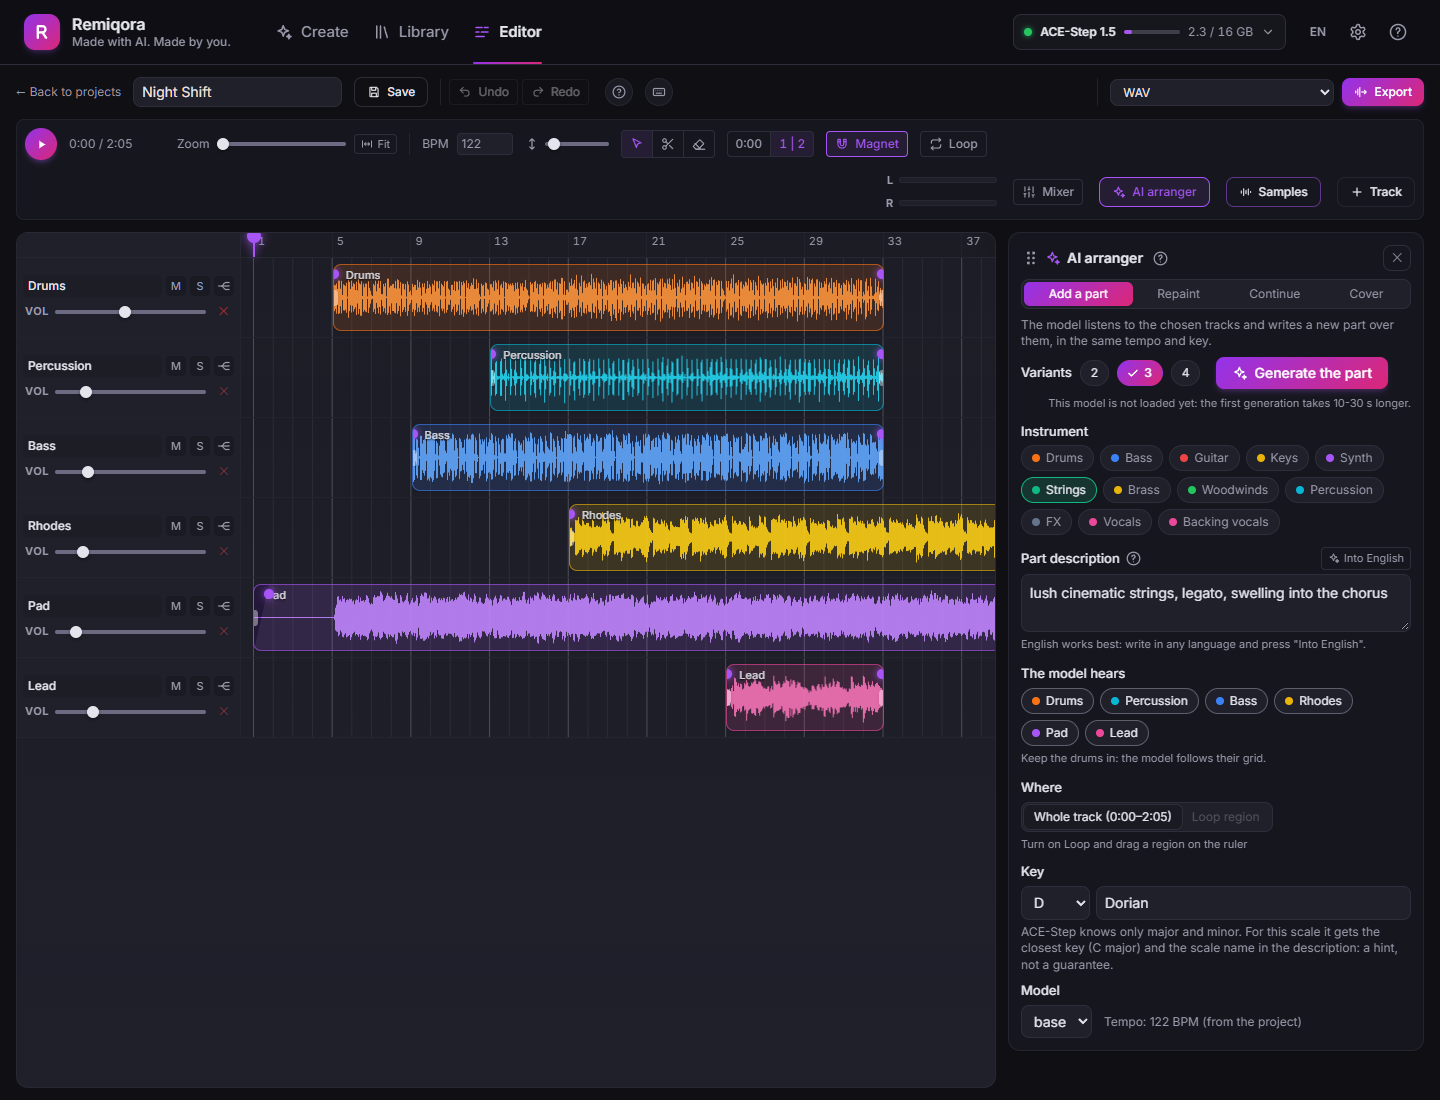 R
Remiqora
Made with AI. Made by you.
Create
Library
Editor
ACE-Step 1.5
2.3 / 16 GB
EN
← Back to projects
Night Shift
Save
Undo
Redo
WAV
Export
0:00 / 2:05
Zoom
Fit
BPM
122
0:00
1 | 2
Magnet
Loop
L
R
Mixer
AI arranger
Samples
Track
1
5
9
13
17
21
25
29
33
37
Drums
M
S
VOL
Drums
Percussion
M
S
VOL
Percussion
Bass
M
S
VOL
Bass
Rhodes
M
S
VOL
Rhodes
Pad
M
S
VOL
ad
Lead
M
S
VOL
Lead
AI arranger
Add a part
Repaint
Continue
Cover
The model listens to the chosen tracks and writes a new part over
them, in the same tempo and key.
Variants
2
3
4
Generate the part
This model is not loaded yet: the first generation takes 10-30 s longer.
Instrument
Drums
Bass
Guitar
Keys
Synth
Strings
Brass
Woodwinds
Percussion
FX
Vocals
Backing vocals
Part description
Into English
lush cinematic strings, legato, swelling into the chorus
English works best: write in any language and press "Into English".
The model hears
Drums
Percussion
Bass
Rhodes
Pad
Lead
Keep the drums in: the model follows their grid.
Where
Whole track (0:00–2:05)
Loop region
Turn on Loop and drag a region on the ruler
Key
D
Dorian
ACE-Step knows only major and minor. For this scale it gets the
closest key (C major) and the scale name in the description: a hint,
not a guarantee.
Model
base
Tempo: 122 BPM (from the project)